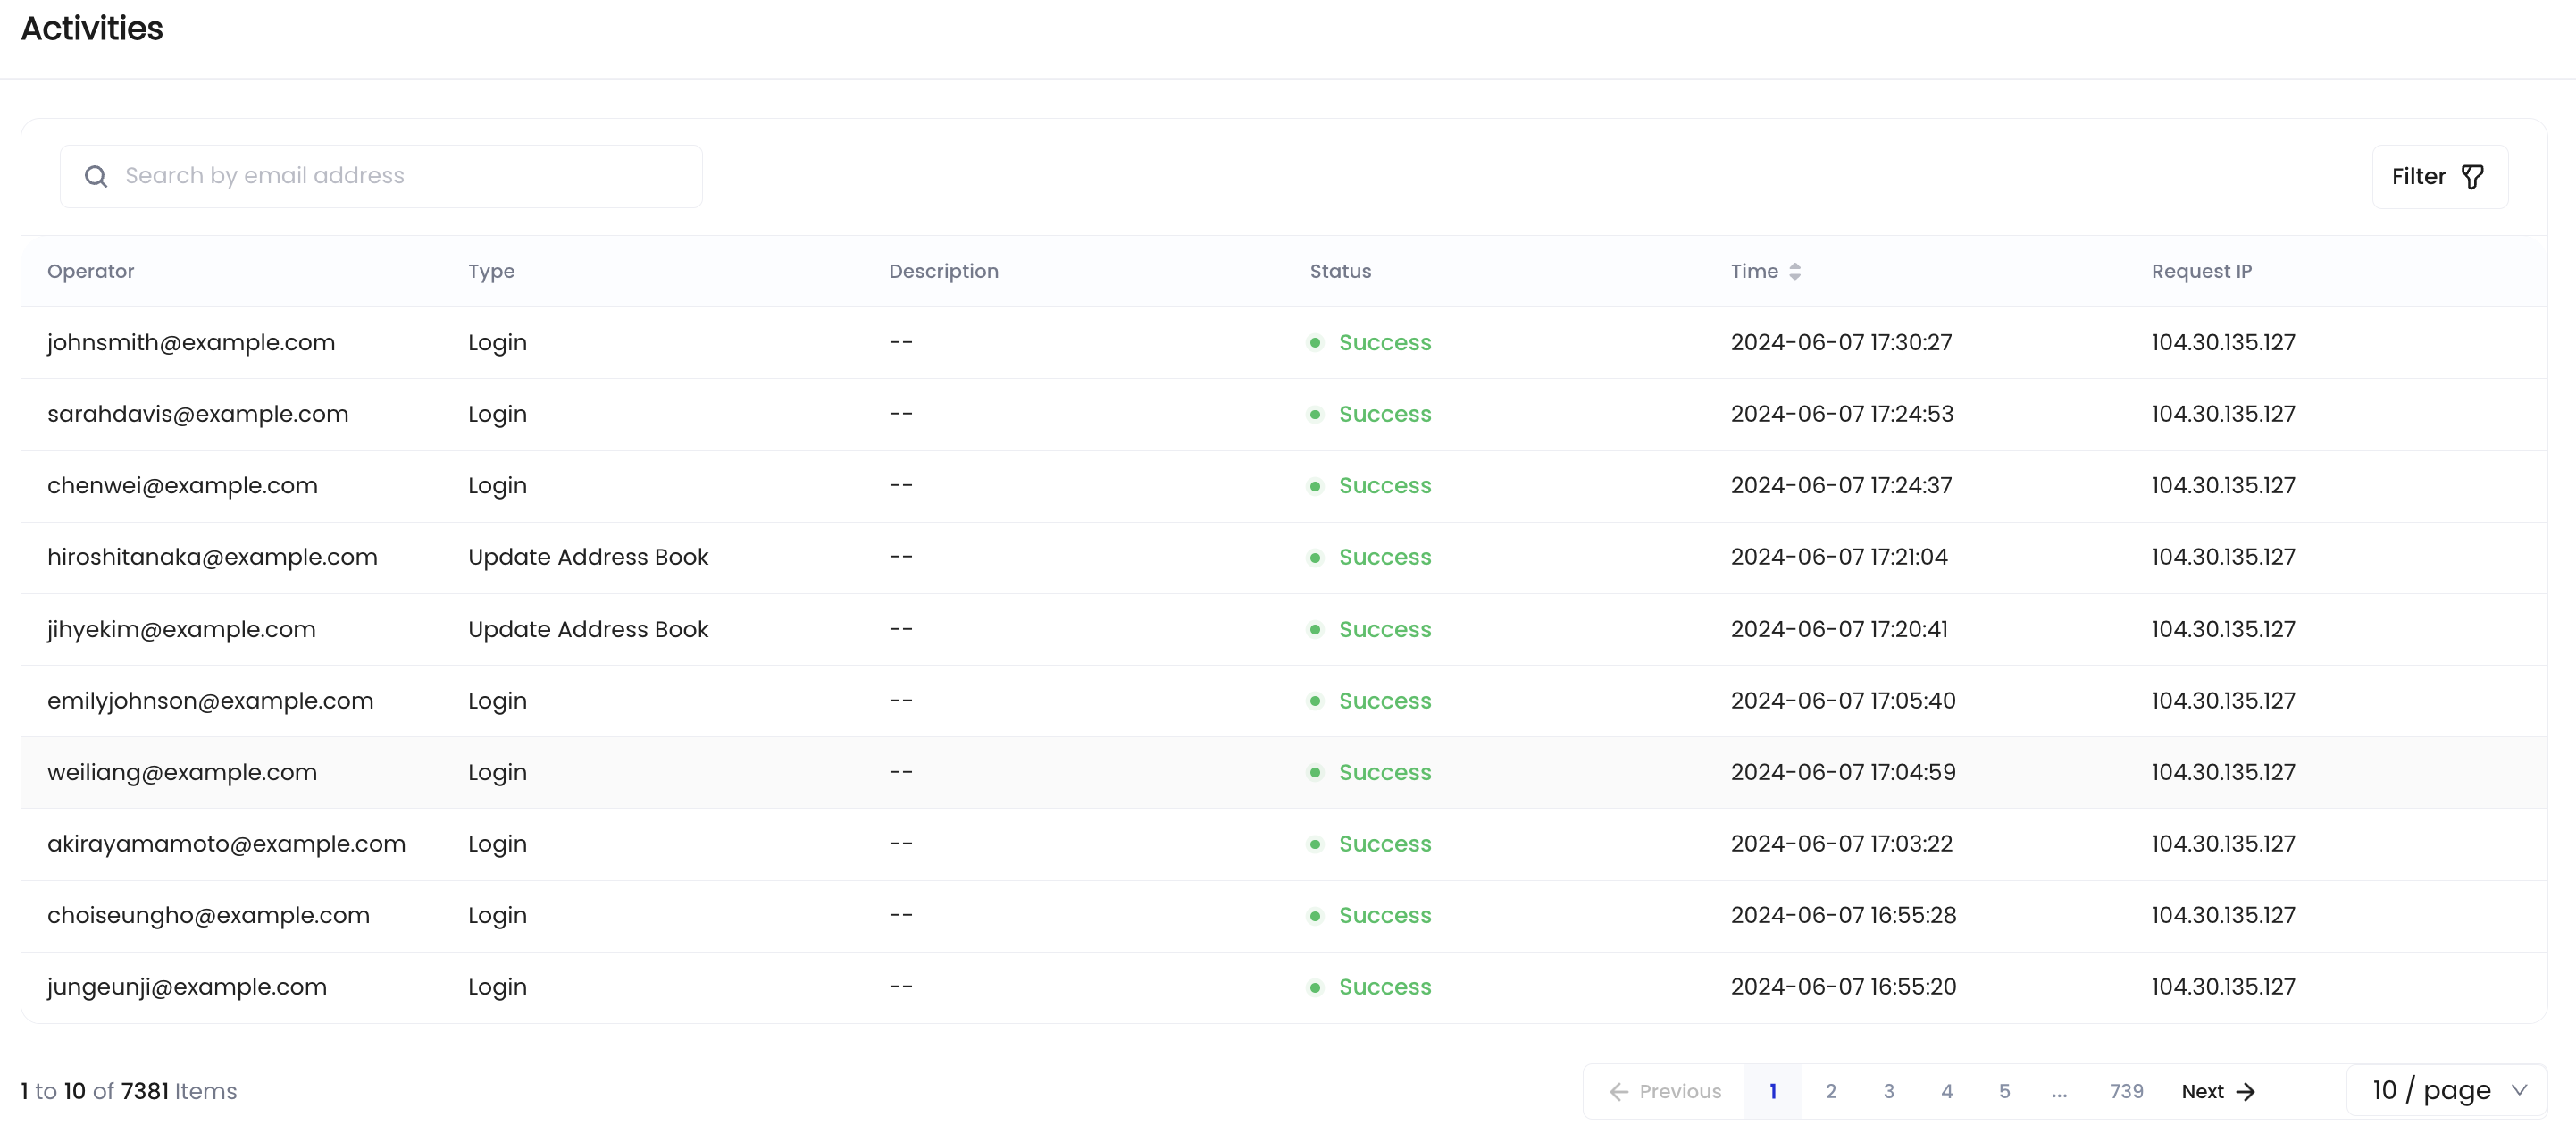 Activities
Search by email address
Filter
Operator Type Description Status Time Request IP
johnsmith@example.com Login -- Success 2024-06-07 17:30:27 104.30.135.127
sarahdavis@example.com Login -- Success 2024-06-07 17:24:53 104.30.135.127
chenwei@example.com Login -- Success 2024-06-07 17:24:37 104.30.135.127
hiroshitanaka@example.com Update Address Book -- Success 2024-06-07 17:21:04 104.30.135.127
jihyekim@example.com Update Address Book -- Success 2024-06-07 17:20:41 104.30.135.127
emilyjohnson@example.com Login -- Success 2024-06-07 17:05:40 104.30.135.127
weiliang@example.com Login -- Success 2024-06-07 17:04:59 104.30.135.127
akirayamamoto@example.com Login -- Success 2024-06-07 17:03:22 104.30.135.127
choiseungho@example.com Login -- Success 2024-06-07 16:55:28 104.30.135.127
jungeunji@example.com Login -- Success 2024-06-07 16:55:20 104.30.135.127
1 to 10 of 7381 Items Previous 1 2 3 4 5 ... 739 Next 10 / page